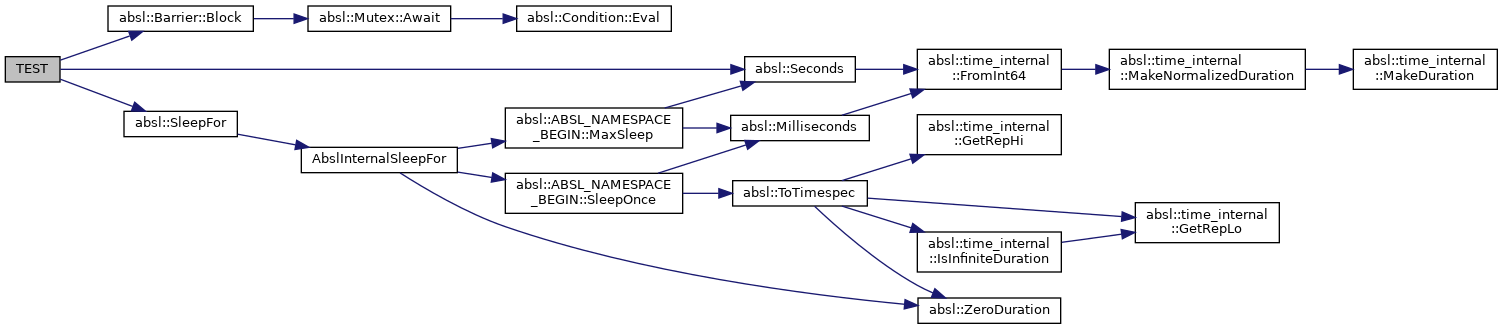 TEST
absl::Barrier::Block
absl::Mutex::Await
absl::Condition::Eval
absl::Seconds
absl::SleepFor
AbslInternalSleepFor
absl::ABSL_NAMESPACE
_BEGIN::MaxSleep
absl::ABSL_NAMESPACE
_BEGIN::SleepOnce
absl::Milliseconds
absl::ToTimespec
absl::time_internal
::FromInt64
absl::time_internal
::MakeNormalizedDuration
absl::time_internal
::MakeDuration
absl::time_internal
::GetRepHi
absl::time_internal
::GetRepLo
absl::time_internal
::IsInfiniteDuration
absl::ZeroDuration